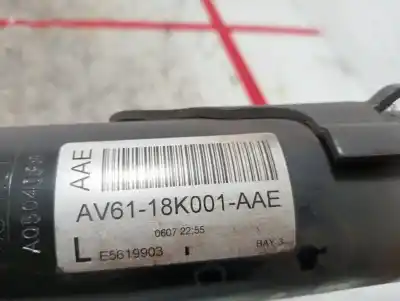 AAE
AV61-18K001-AAE
0607 22:55
L E5619903 BAY 3